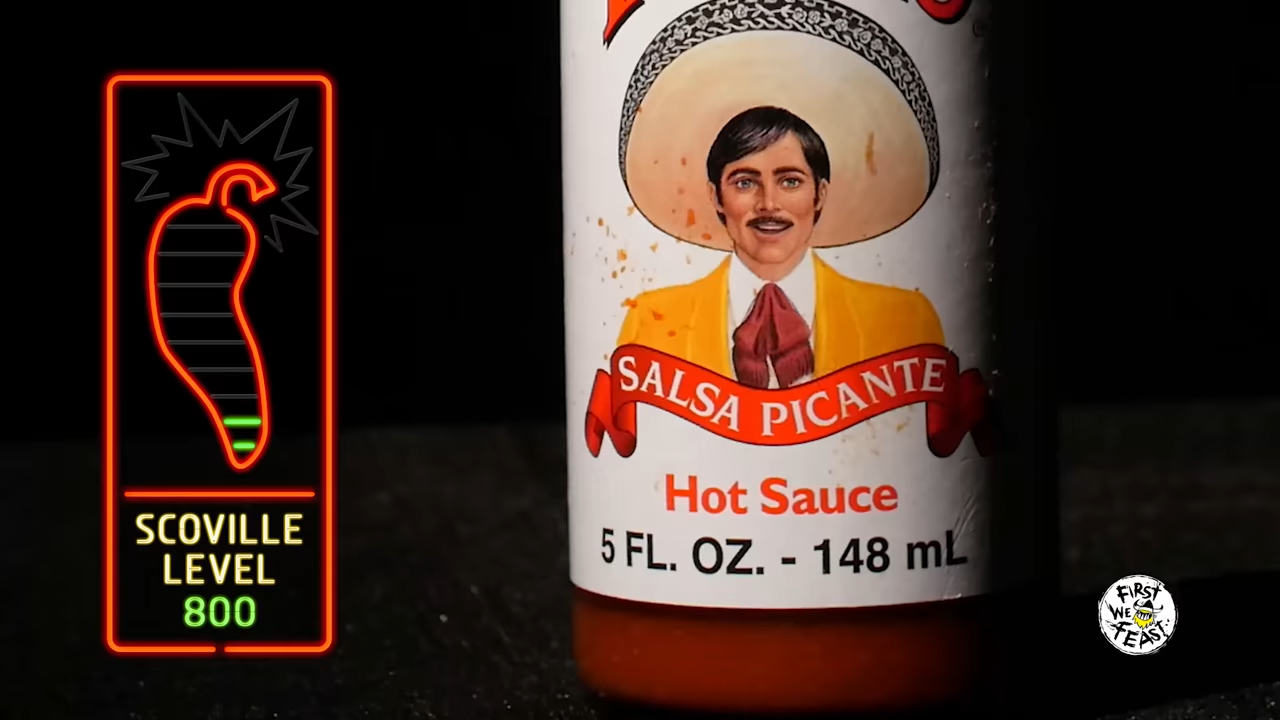 SCOVILLE
LEVEL
800
SALSA PICANTE
Hot Sauce
5 FL. OZ. - 148 mL
FIRST
WE
FEAST